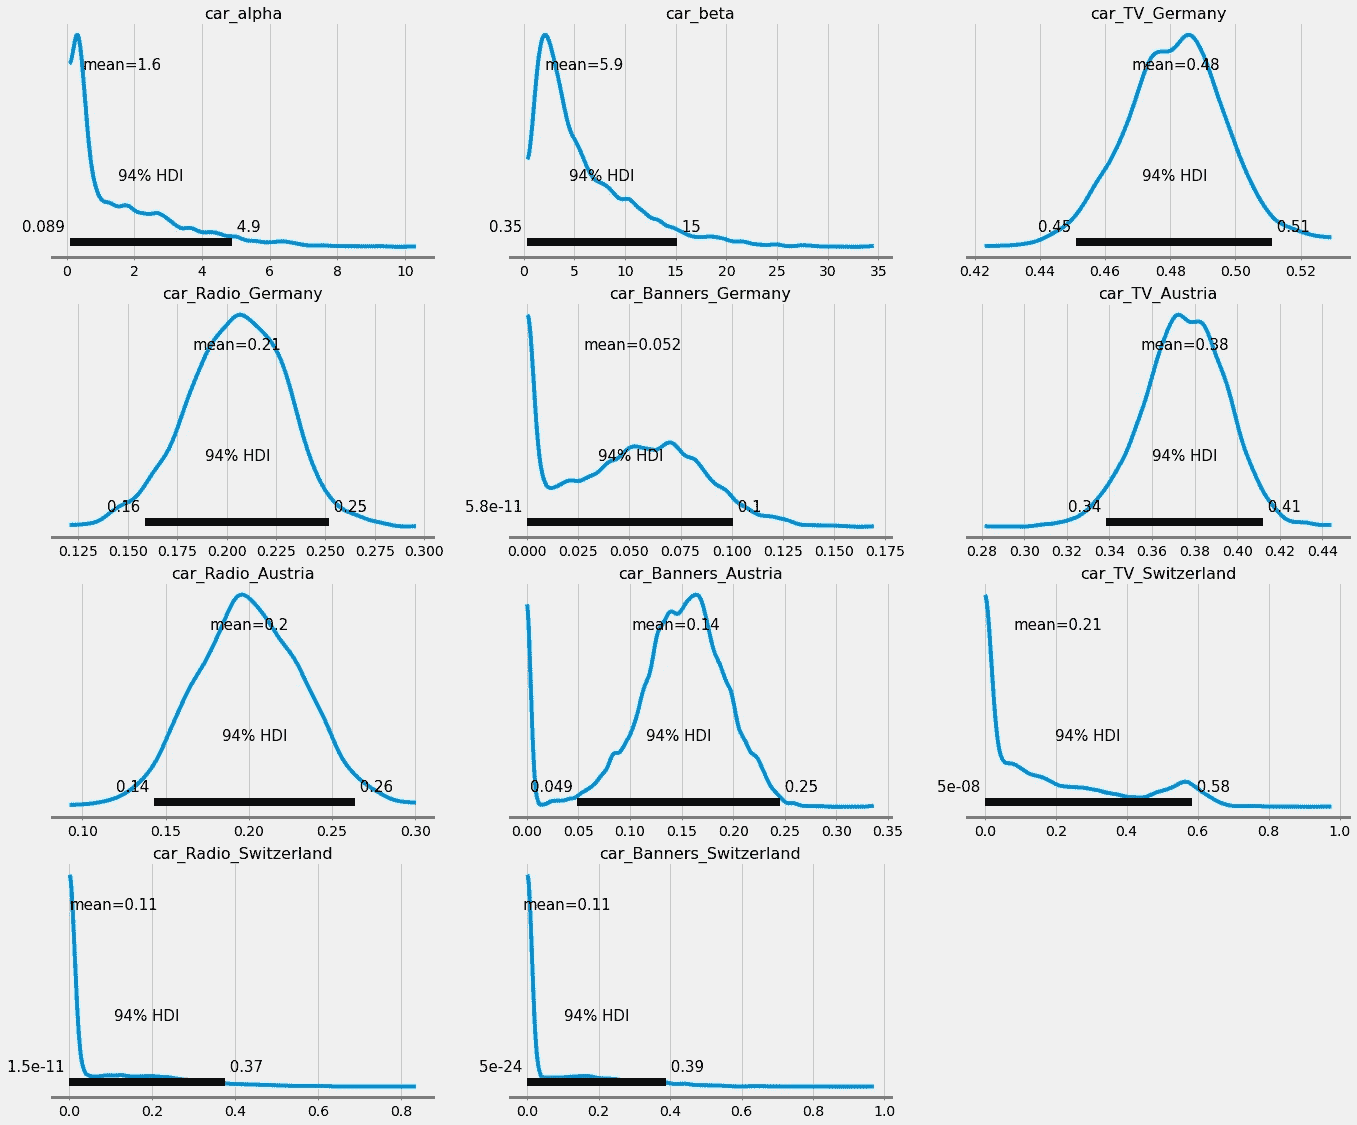 car_alpha
mean=1.6
94% HDI
0.089
4.9
0 2 4 6 8 10
car_beta
mean=5.9
94% HDI
0.35
15
0 5 10 15 20 25 30 35
car_TV_Germany
mean=0.48
94% HDI
0.45
0.51
0.42 0.44 0.46 0.48 0.50 0.52
car_Radio_Germany
mean=0.21
94% HDI
0.16
0.25
0.125 0.150 0.175 0.200 0.225 0.250 0.275 0.300
car_Banners_Germany
mean=0.052
94% HDI
5.8e-11
0.1
0.000 0.025 0.050 0.075 0.100 0.125 0.150 0.175
car_TV_Austria
mean=0.38
94% HDI
0.34
0.41
0.28 0.30 0.32 0.34 0.36 0.38 0.40 0.42 0.44
car_Radio_Austria
mean=0.2
94% HDI
0.14
0.26
0.10 0.15 0.20 0.25 0.30
car_Banners_Austria
mean=0.14
94% HDI
0.049
0.25
0.00 0.05 0.10 0.15 0.20 0.25 0.30 0.35
car_TV_Switzerland
mean=0.21
94% HDI
5e-08
0.58
0.0 0.2 0.4 0.6 0.8 1.0
car_Radio_Switzerland
mean=0.11
94% HDI
1.5e-11
0.37
0.0 0.2 0.4 0.6 0.8
car_Banners_Switzerland
mean=0.11
94% HDI
5e-24
0.39
0.0 0.2 0.4 0.6 0.8 1.0